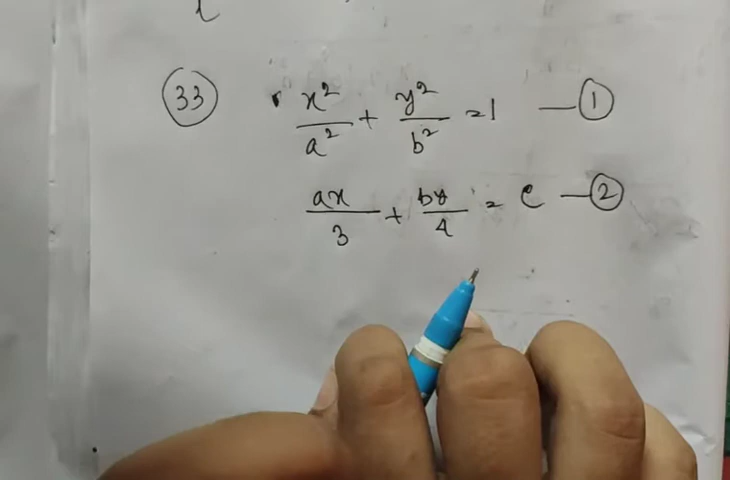 33 x²/a² + y²/b² = 1 — 1
ax/3 + by/4 = c — 2